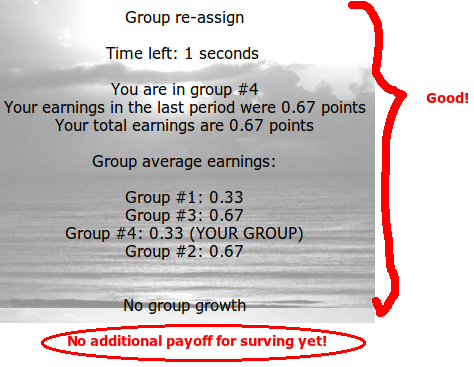 Group re-assign
Time left: 1 seconds
You are in group #4
Your earnings in the last period were 0.67 points
Your total earnings are 0.67 points
Good!
Group average earnings:
Group #1: 0.33
Group #3: 0.67
Group #4: 0.33 (YOUR GROUP)
Group #2: 0.67
No group growth
No additional payoff for surving yet!